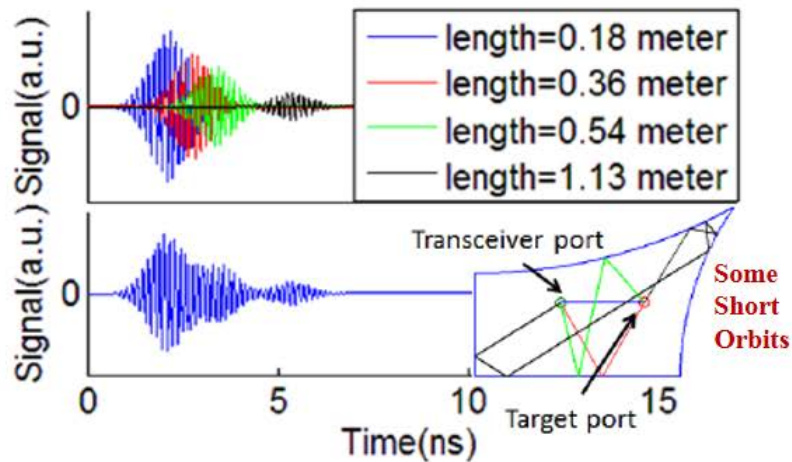 Signal(a.u.)
0
length=0.18 meter
length=0.36 meter
length=0.54 meter
length=1.13 meter
Signal(a.u.)
0
Transceiver port
Some
Short
Orbits
Target port
0 5 10 15
Time(ns)